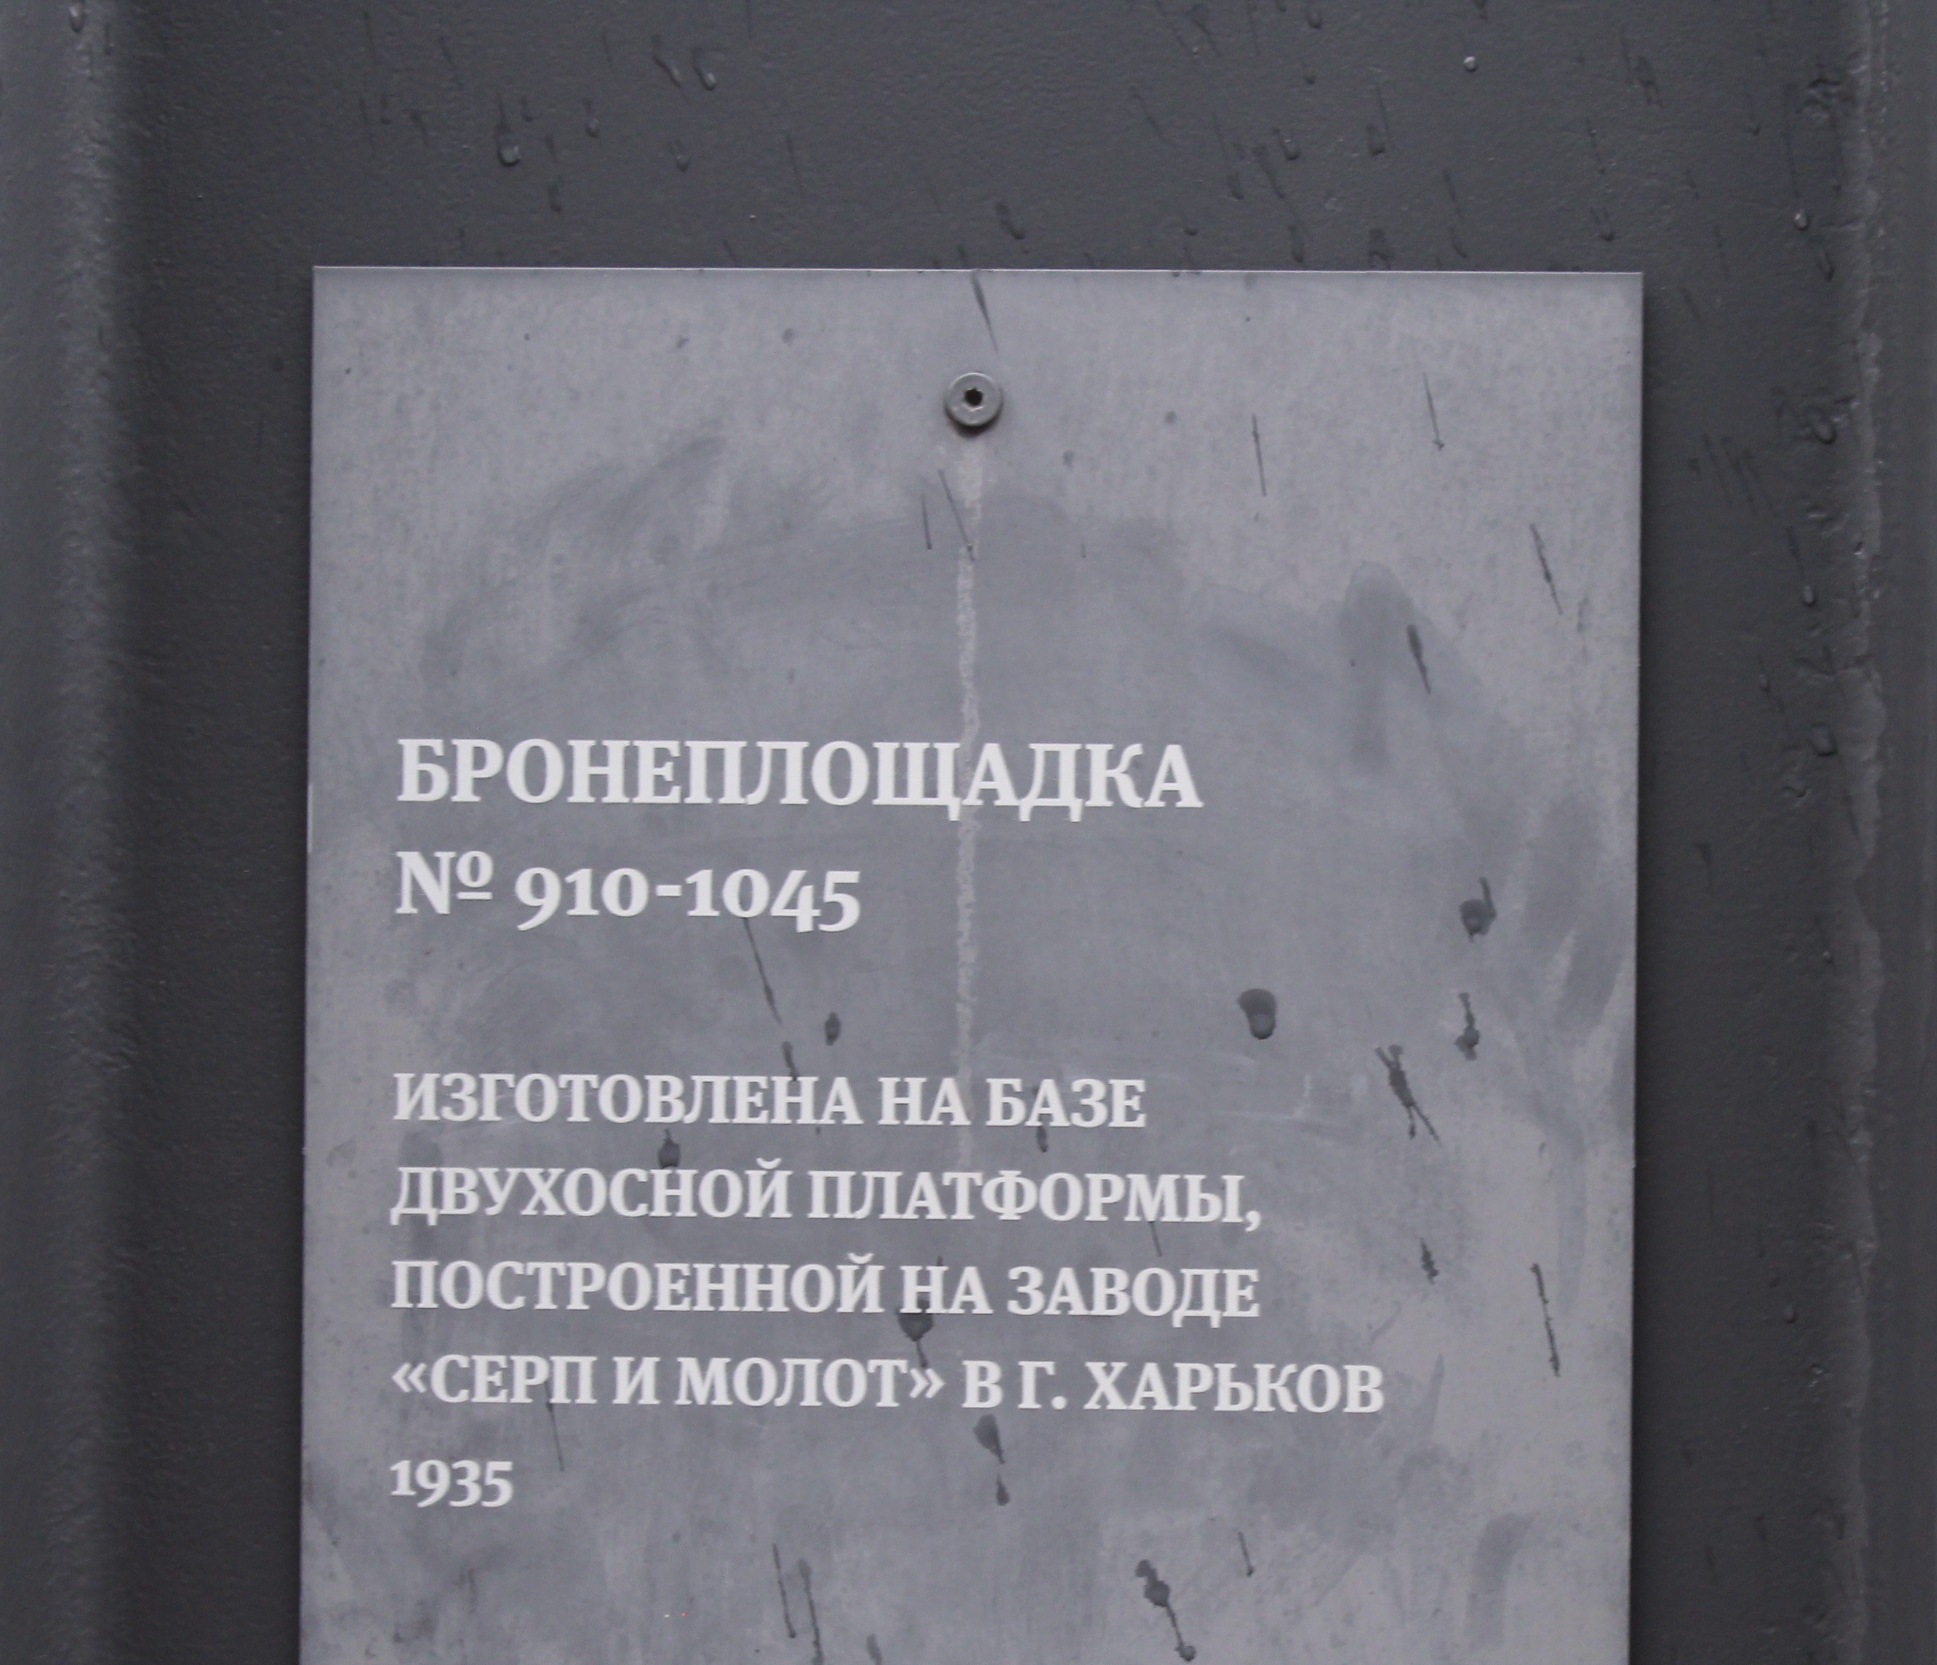 БРОНЕПЛОЩАДКА
№ 910-1045
ИЗГОТОВЛЕНА НА БАЗЕ
ДВУХОСНОЙ ПЛАТФОРМЫ,
ПОСТРОЕННОЙ НА ЗАВОДЕ
«СЕРП И МОЛОТ» В Г. ХАРЬКОВ
1935